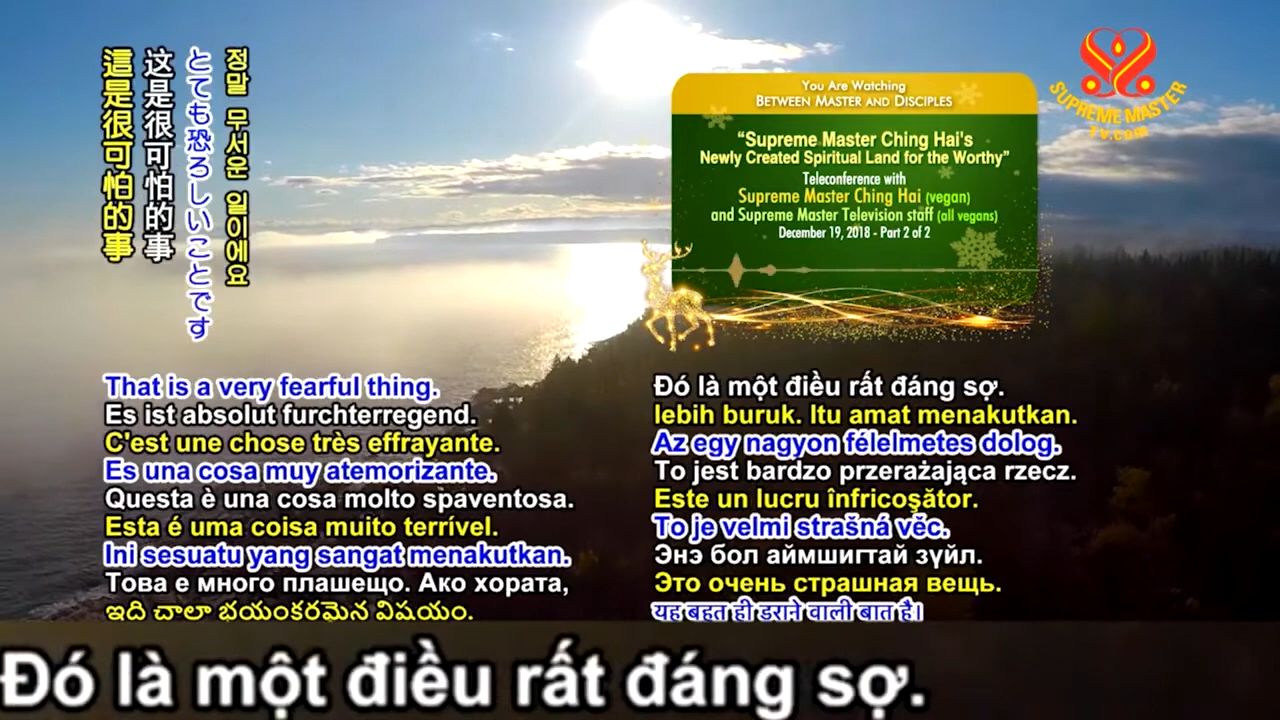 這是很可怕的事
这是很可怕的事
とても恐ろしいことです
정말 무서운 일이에요
You Are Watching
BETWEEN MASTER AND DISCIPLES
“Supreme Master Ching Hai's
Newly Created Spiritual Land for the Worthy”
Teleconference with
Supreme Master Ching Hai (vegan)
and Supreme Master Television staff (all vegans)
December 19, 2018 - Part 2 of 2
SUPREME MASTER
TV.com
That is a very fearful thing.
Es ist absolut furchterregend.
C'est une chose très effrayante.
Es una cosa muy atemorizante.
Questa è una cosa molto spaventosa.
Esta é uma coisa muito terrível.
Ini sesuatu yang sangat menakutkan.
Това е много плашещо. Ако хората,
ఇది చాలా భయంకరమైన విషయం.
Đó là một điều rất đáng sợ.
lebih buruk. Itu amat menakutkan.
Az egy nagyon félelmetes dolog.
To jest bardzo przerażająca rzecz.
Este un lucru înfricoşător.
To je velmi strašná věc.
Энэ бол аймшигтай зүйл.
Это очень страшная вещь.
यह बहुत ही डराने वाली बात है।
Đó là một điều rất đáng sợ.